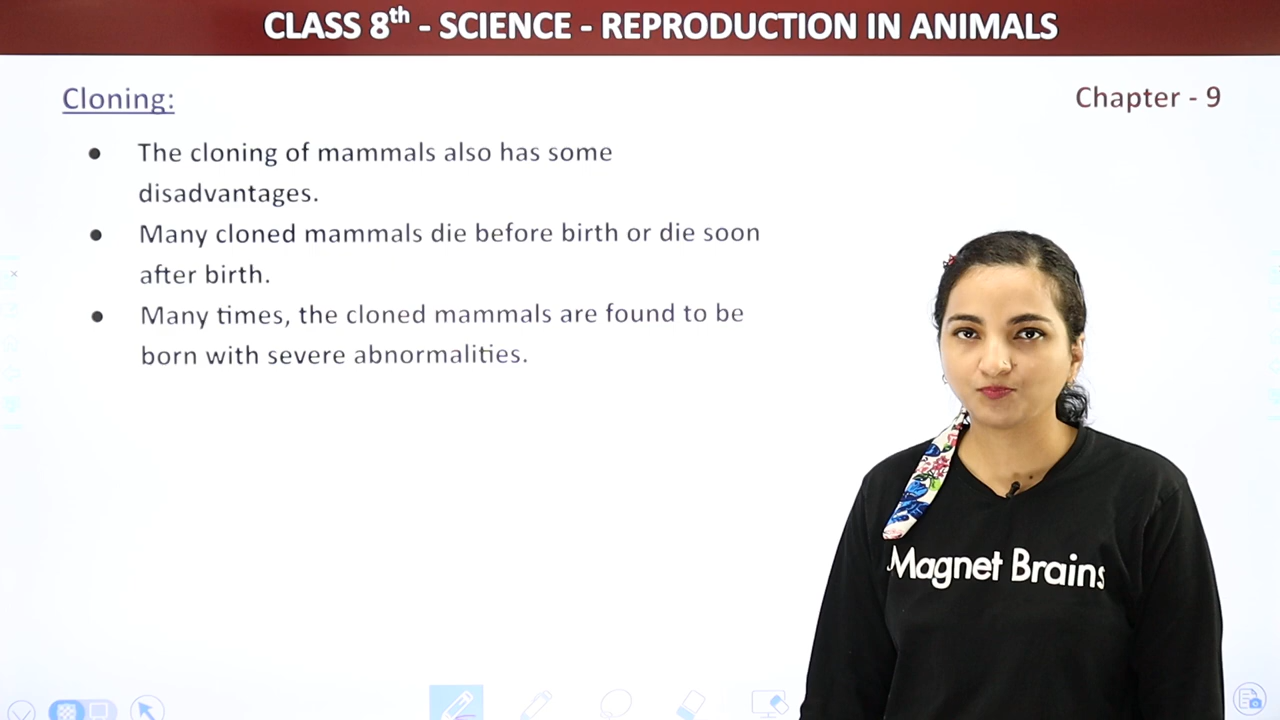 CLASS 8th - SCIENCE - REPRODUCTION IN ANIMALS
Cloning:
Chapter - 9
● The cloning of mammals also has some
disadvantages.
● Many cloned mammals die before birth or die soon
after birth.
● Many times, the cloned mammals are found to be
born with severe abnormalities.
Magnet Brains